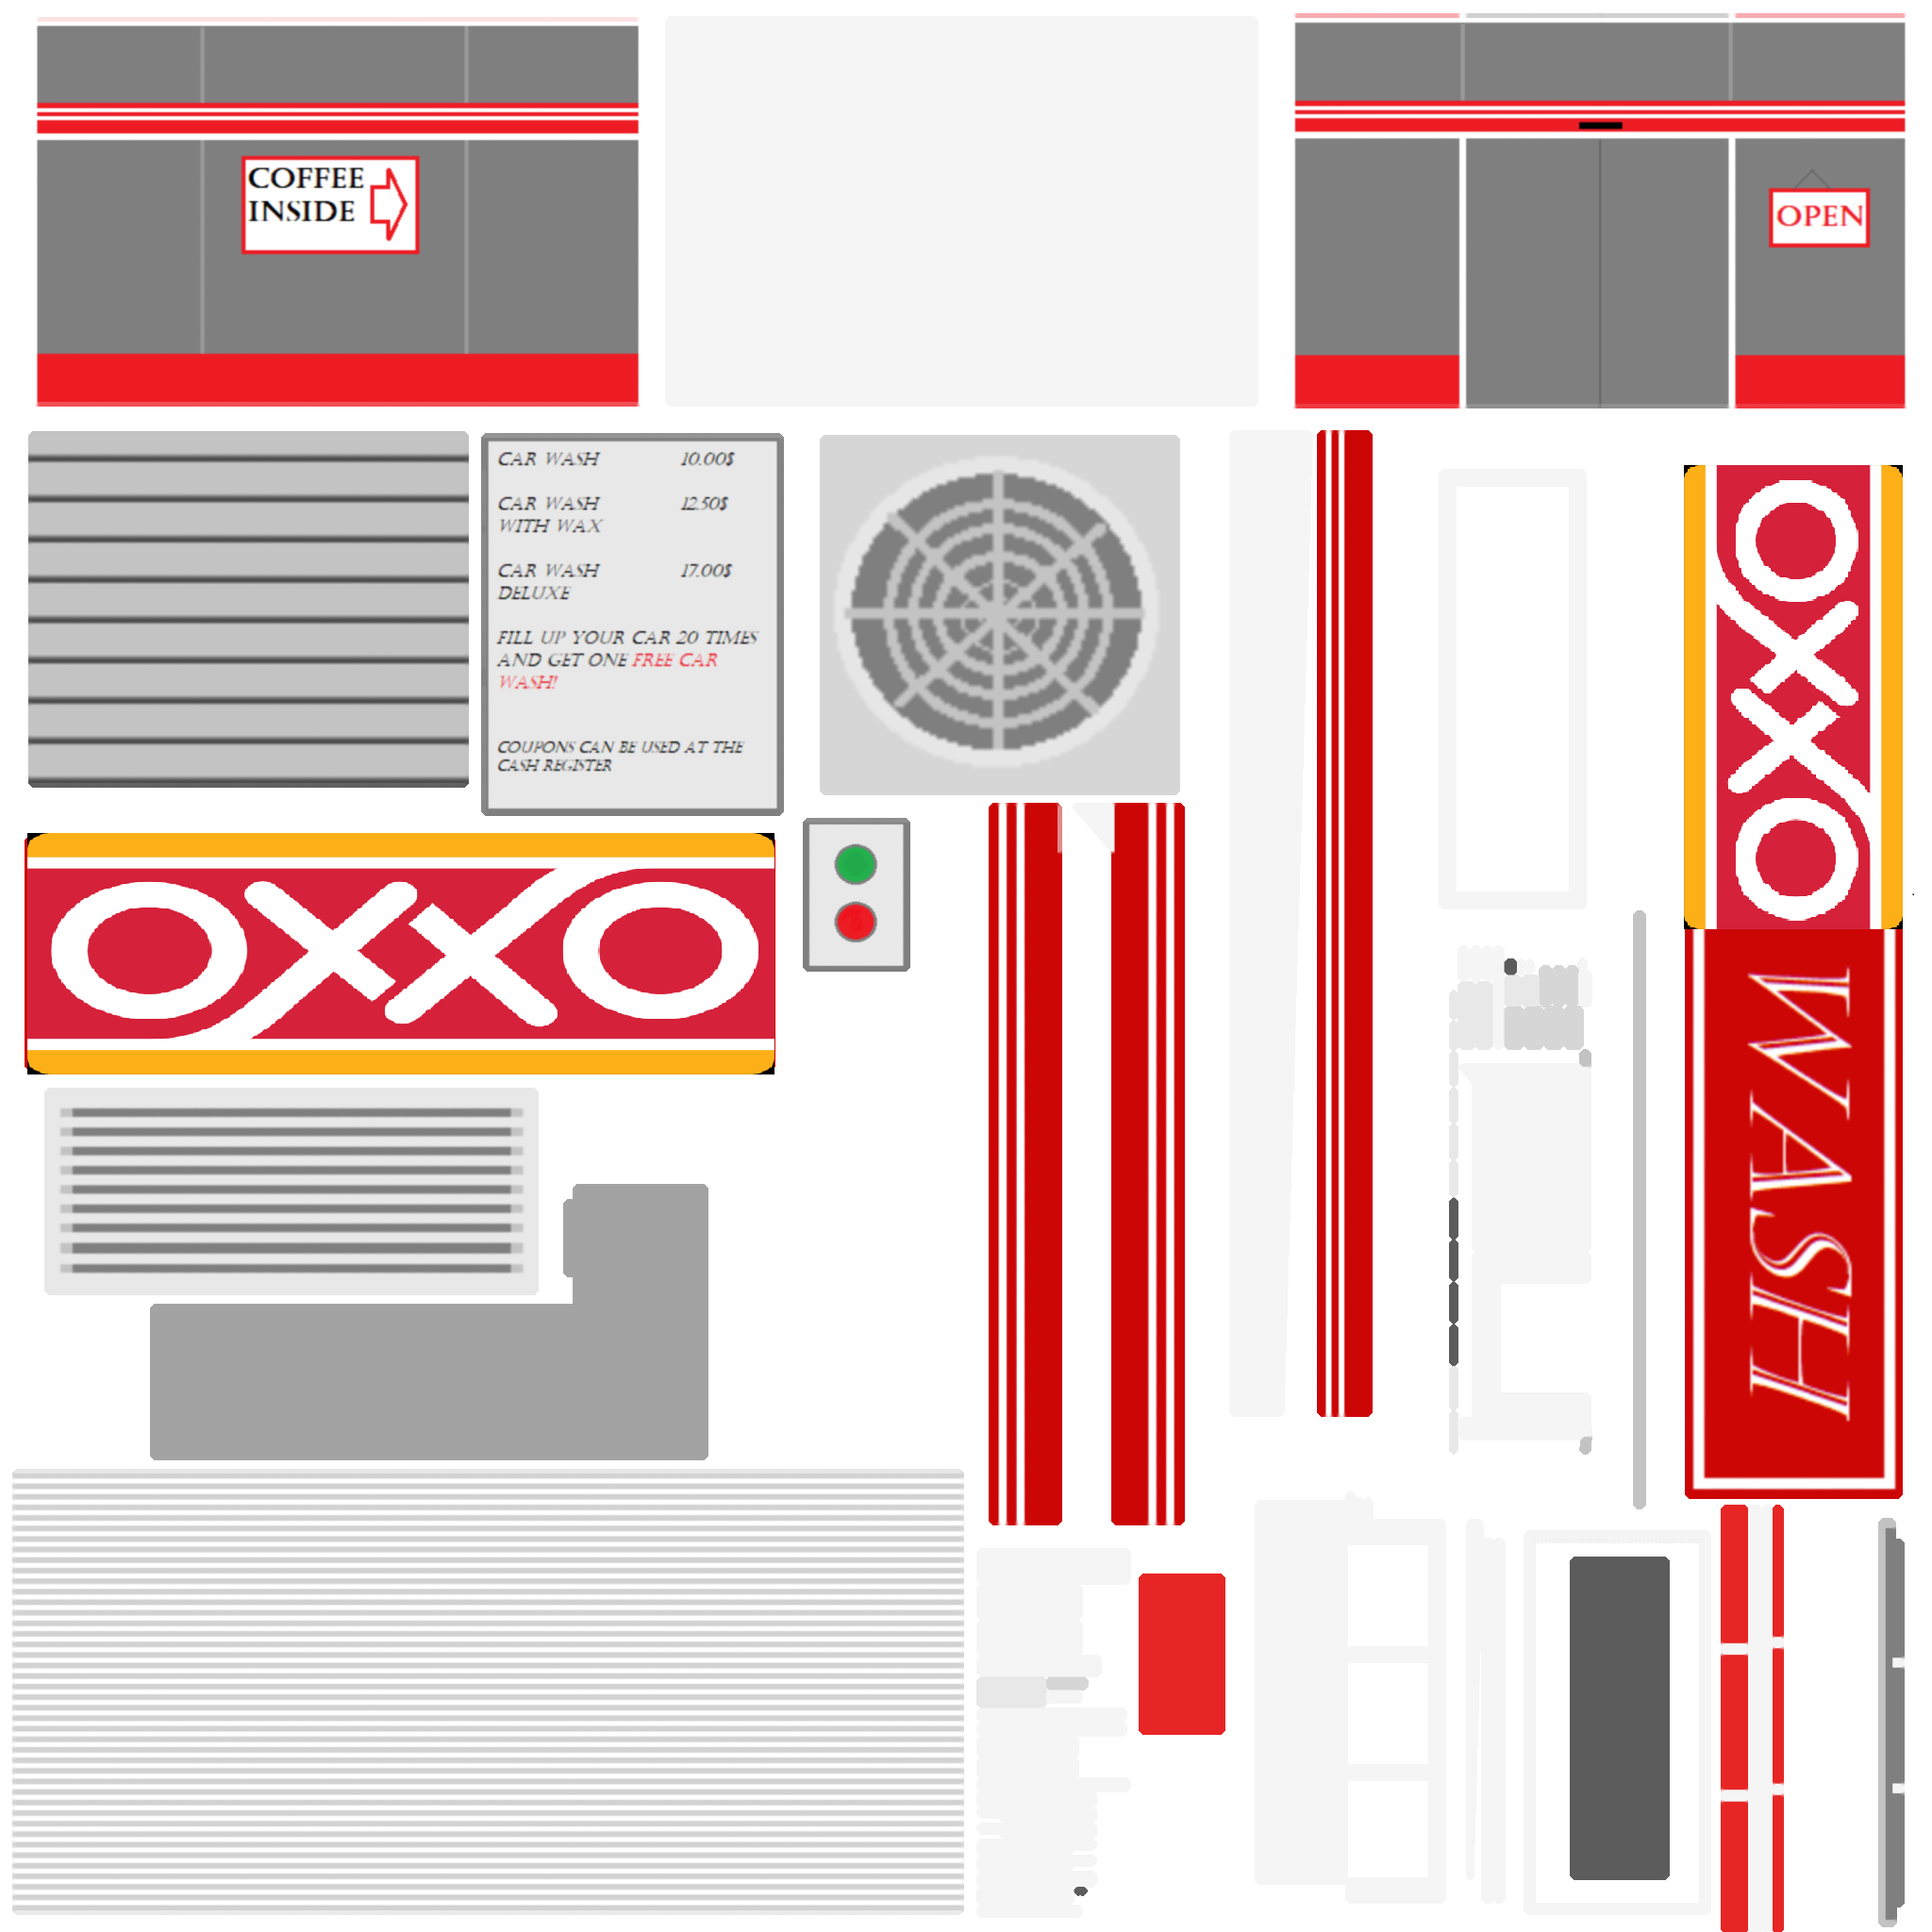 COFFEE
INSIDE
OPEN
CAR WASH 10.00$
CAR WASH 12.50$
WITH WAX
CAR WASH 17.00$
DELUXE
FILL UP YOUR CAR 20 TIMES
AND GET ONE FREE CAR
WASH!
COUPONS CAN BE USED AT THE
CASH REGISTER
OXXO
OXXO
WASH